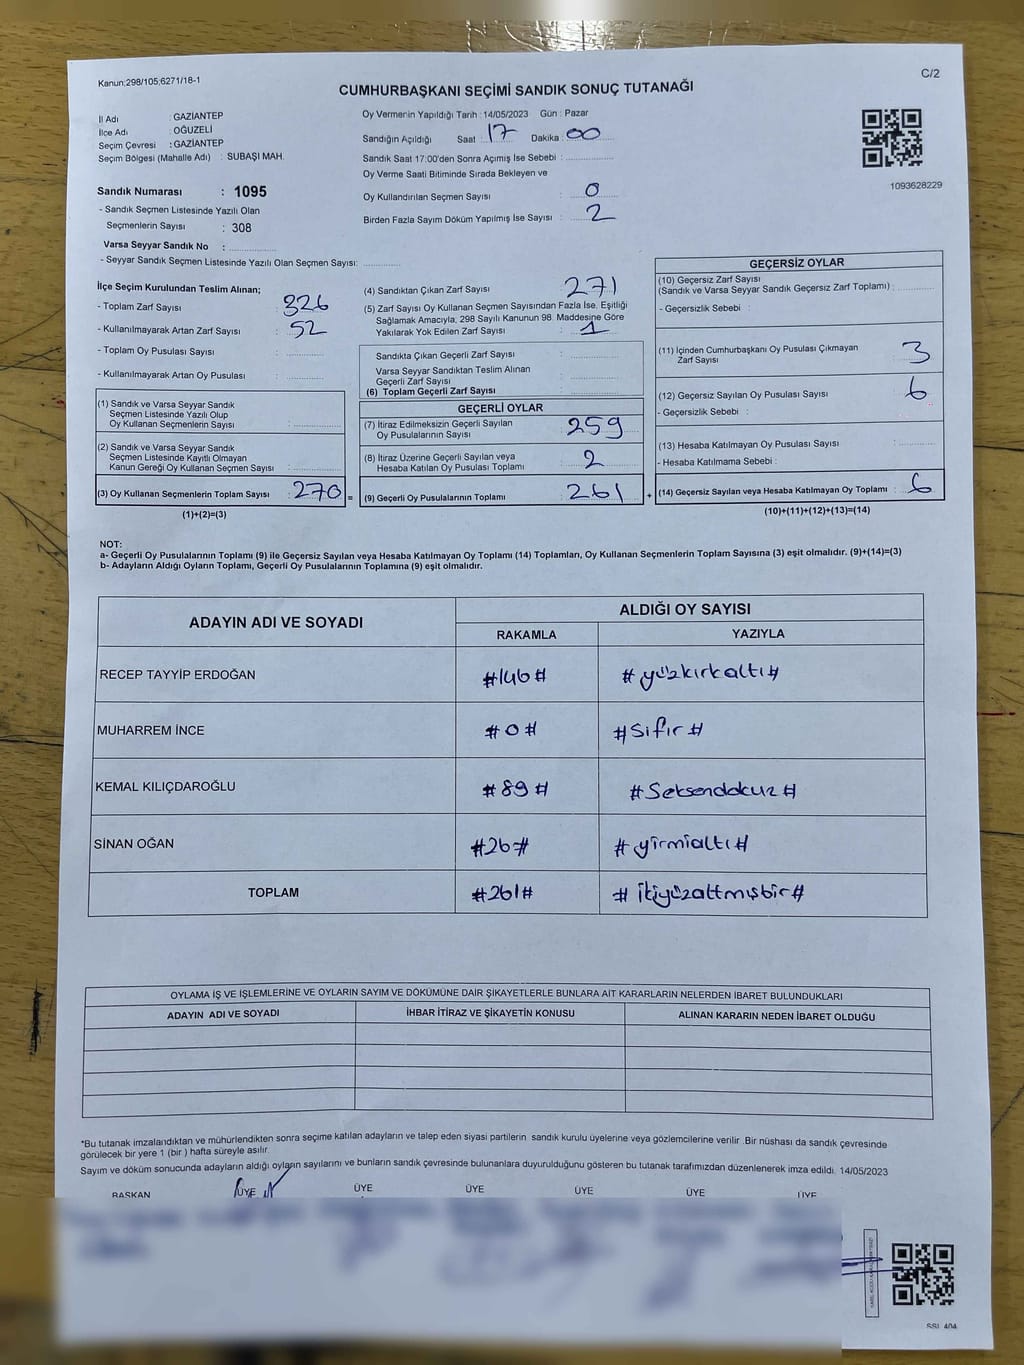 Kanun;298/105;6271/18-1
C/2
CUMHURBAŞKANI SEÇİMİ SANDIK SONUÇ TUTANAĞI
İl Adı : GAZİANTEP
İlçe Adı : OĞUZELİ
Seçim Çevresi : GAZİANTEP
Seçim Bölgesi (Mahalle Adı) : SUBAŞI MAH.
Sandık Numarası : 1095
- Sandık Seçmen Listesinde Yazılı Olan
Seçmenlerin Sayısı : 308
Varsa Seyyar Sandık No :
- Seyyar Sandık Seçmen Listesinde Yazılı Olan Seçmen Sayısı:
Oy Vermenin Yapıldığı Tarih : 14/05/2023 Gün : Pazar
Sandığın Açıldığı Saat : 17 Dakika : 00
Sandık Saat 17:00'den Sonra Açımış İse Sebebi :
Oy Verme Saati Bitiminde Sırada Bekleyen ve
Oy Kullandırılan Seçmen Sayısı : 0
Birden Fazla Sayım Döküm Yapılmış İse Sayısı : 2
1093628229
İlçe Seçim Kurulundan Teslim Alınan;
- Toplam Zarf Sayısı : 326
- Kullanılmayarak Artan Zarf Sayısı : 52
- Toplam Oy Pusulası Sayısı :
- Kullanılmayarak Artan Oy Pusulası :
(1) Sandık ve Varsa Seyyar Sandık
Seçmen Listesinde Yazılı Olup
Oy Kullanan Seçmenlerin Sayısı :
(2) Sandık ve Varsa Seyyar Sandık
Seçmen Listesinde Kayıtlı Olmayan
Kanun Gereği Oy Kullanan Seçmen Sayısı :
(3) Oy Kullanan Seçmenlerin Toplam Sayısı : 270 =
(1)+(2)=(3)
(4) Sandıktan Çıkan Zarf Sayısı : 271
(5) Zarf Sayısı Oy Kullanan Seçmen Sayısından Fazla İse, Eşitliği
Sağlamak Amacıyla, 298 Sayılı Kanunun 98. Maddesine Göre
Yakılarak Yok Edilen Zarf Sayısı : 1
Sandıkta Çıkan Geçerli Zarf Sayısı :
Varsa Seyyar Sandıktan Teslim Alınan
Geçerli Zarf Sayısı :
(6) Toplam Geçerli Zarf Sayısı :
GEÇERLİ OYLAR
(7) İtiraz Edilmeksizin Geçerli Sayılan
Oy Pusulalarının Sayısı : 259
(8) İtiraz Üzerine Geçerli Sayılan veya
Hesaba Katılan Oy Pusulası Toplamı : 2
(9) Geçerli Oy Pusulalarının Toplamı : 261 +
GEÇERSİZ OYLAR
(10) Geçersiz Zarf Sayısı
(Sandık ve Varsa Seyyar Sandık Geçersiz Zarf Toplamı) :
- Geçersizlik Sebebi :
(11) İçinden Cumhurbaşkanı Oy Pusulası Çıkmayan
Zarf Sayısı : 3
(12) Geçersiz Sayılan Oy Pusulası Sayısı : 6
- Geçersizlik Sebebi :
(13) Hesaba Katılmayan Oy Pusulası Sayısı :
- Hesaba Katılmama Sebebi :
(14) Geçersiz Sayılan veya Hesaba Katılmayan Oy Toplamı : 6
(10)+(11)+(12)+(13)=(14)
NOT:
a- Geçerli Oy Pusulalarının Toplamı (9) ile Geçersiz Sayılan veya Hesaba Katılmayan Oy Toplamı (14) Toplamları, Oy Kullanan Seçmenlerin Toplam Sayısına (3) eşit olmalıdır. (9)+(14)=(3)
b- Adayların Aldığı Oyların Toplamı, Geçerli Oy Pusulalarının Toplamına (9) eşit olmalıdır.
ADAYIN ADI VE SOYADI ALDIĞI OY SAYISI
RAKAMLA YAZIYLA
RECEP TAYYİP ERDOĞAN #146# #yüzkırkaltı#
MUHARREM İNCE #0# #Sıfır#
KEMAL KILIÇDAROĞLU #89# #Seksendokuz#
SİNAN OĞAN #26# #yirmialtı#
TOPLAM #261# #ikiyüzaltmışbir#
OYLAMA İŞ VE İŞLEMLERİNE VE OYLARIN SAYIM VE DÖKÜMÜNE DAİR ŞİKAYETLERLE BUNLARA AİT KARARLARIN NELERDEN İBARET BULUNDUKLARI
ADAYIN ADI VE SOYADI İHBAR İTİRAZ VE ŞİKAYETİN KONUSU ALINAN KARARIN NEDEN İBARET OLDUĞU
*Bu tutanak imzalandıktan ve mühürlendikten sonra seçime katılan adayların ve talep eden siyasi partilerin sandık kurulu üyelerine veya gözlemcilerine verilir .Bir nüshası da sandık çevresinde
görülecek bir yere 1 (bir ) hafta süreyle asılır.
Sayım ve döküm sonucunda adayların aldığı oyların sayılarını ve bunların sandık çevresinde bulunanlara duyurulduğunu gösteren bu tutanak tarafımızdan düzenlenerek imza edildi. 14/05/2023
BAŞKAN ÜYE ÜYE ÜYE ÜYE ÜYE ÜYE
SSL 404